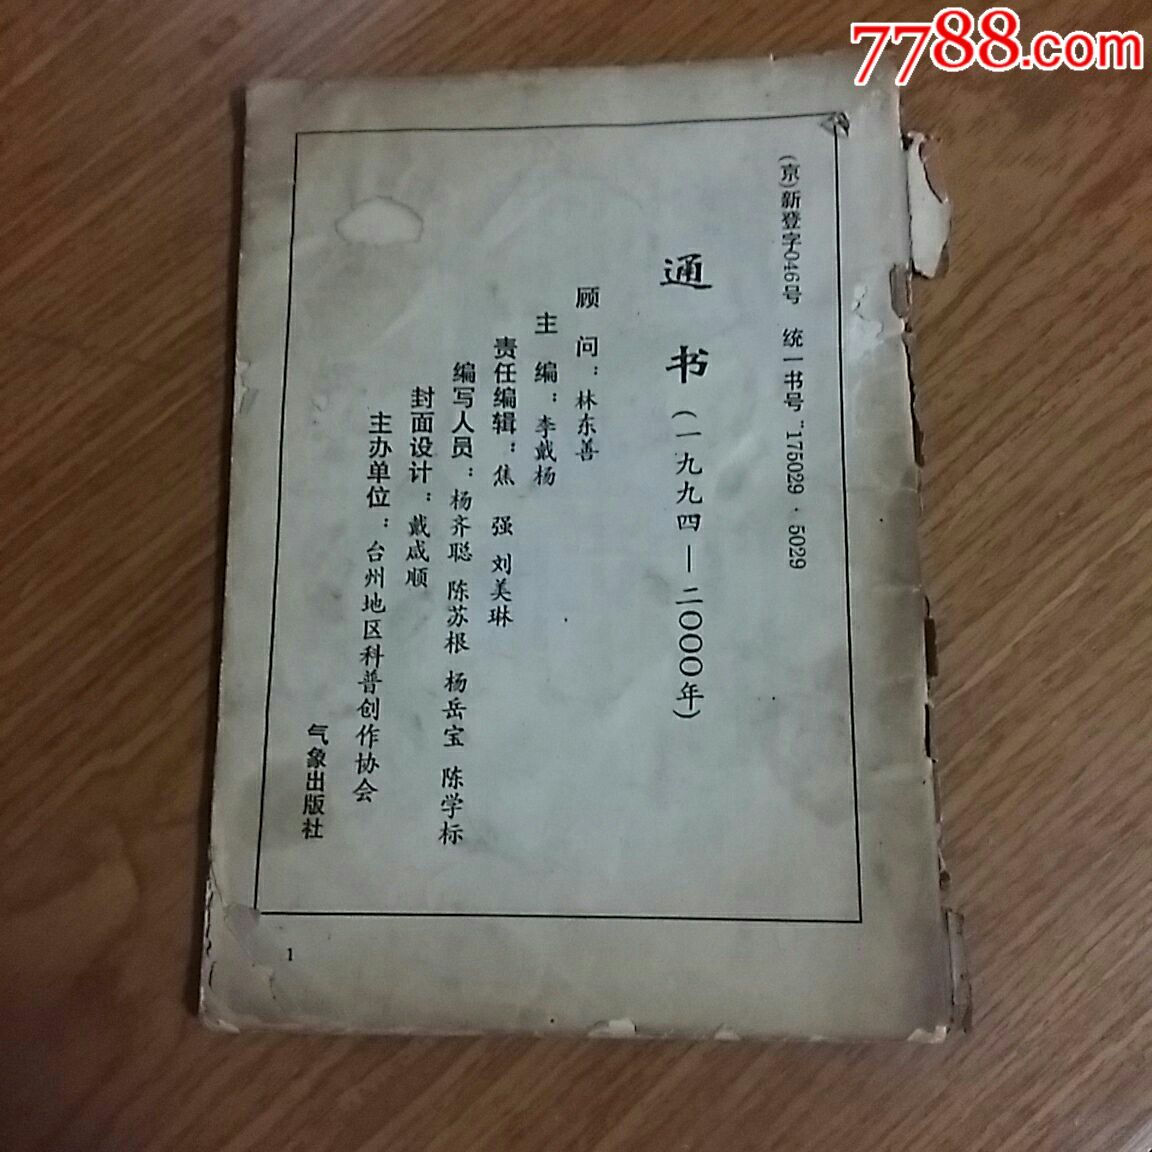 7788.com
(京)新登字046号 统一书号"175029·5029
通书(一九九四—二〇〇〇年)
顾问:林东善
主编:李戴杨
责任编辑:焦强 刘美琳
编写人员:杨齐聪 陈苏根 杨岳宝 陈学标
封面设计:戴咸顺
主办单位:台州地区科普创作协会
气象出版社
1